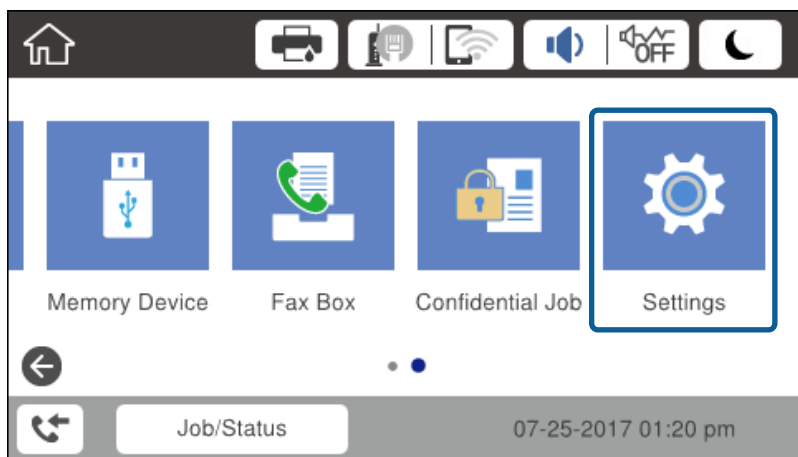 OFF
Memory Device
Fax Box
Confidential Job
Settings
Job/Status
07-25-2017 01:20 pm